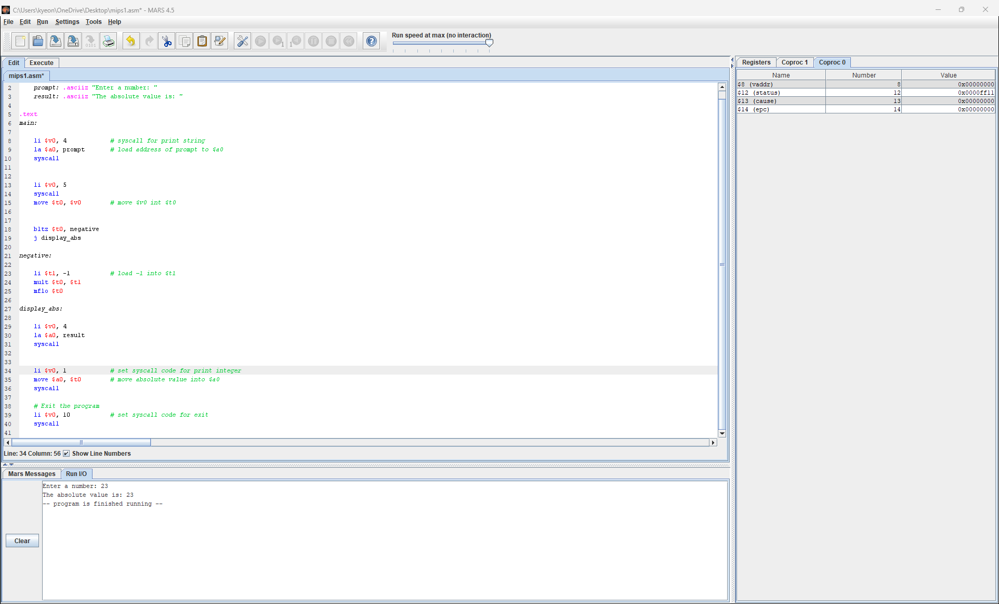 C:\Users\kyeon\OneDrive\Desktop\mips1.asm* - MARS 4.5
File Edit Run Settings Tools Help
Run speed at max (no interaction)
Edit Execute
mips1.asm*
2 prompt: .asciiz "Enter a number: "
3 result: .asciiz "The absolute value is: "
4
5 .text
6 main:
7
8 li $v0, 4 # syscall for print string
9 la $a0, prompt # load address of prompt to $a0
10 syscall
11
12
13 li $v0, 5
14 syscall
15 move $t0, $v0 # move $v0 int $t0
16
17
18 bltz $t0, negative
19 j display_abs
20
21 negative:
22
23 li $t1, -1 # load -1 into $t1
24 mult $t0, $t1
25 mflo $t0
26
27 display_abs:
28
29 li $v0, 4
30 la $a0, result
31 syscall
32
33
34 li $v0, 1 # set syscall code for print integer
35 move $a0, $t0 # move absolute value into $a0
36 syscall
37
38 # Exit the program
39 li $v0, 10 # set syscall code for exit
40 syscall
41
Line: 34 Column: 56 Show Line Numbers
Mars Messages Run I/O
Enter a number: 23
The absolute value is: 23
-- program is finished running --
Clear
Registers Coproc 1 Coproc 0
Name Number Value
$8 (vaddr) 8 0x00000000
$12 (status) 12 0x0000ff11
$13 (cause) 13 0x00000000
$14 (epc) 14 0x00000000